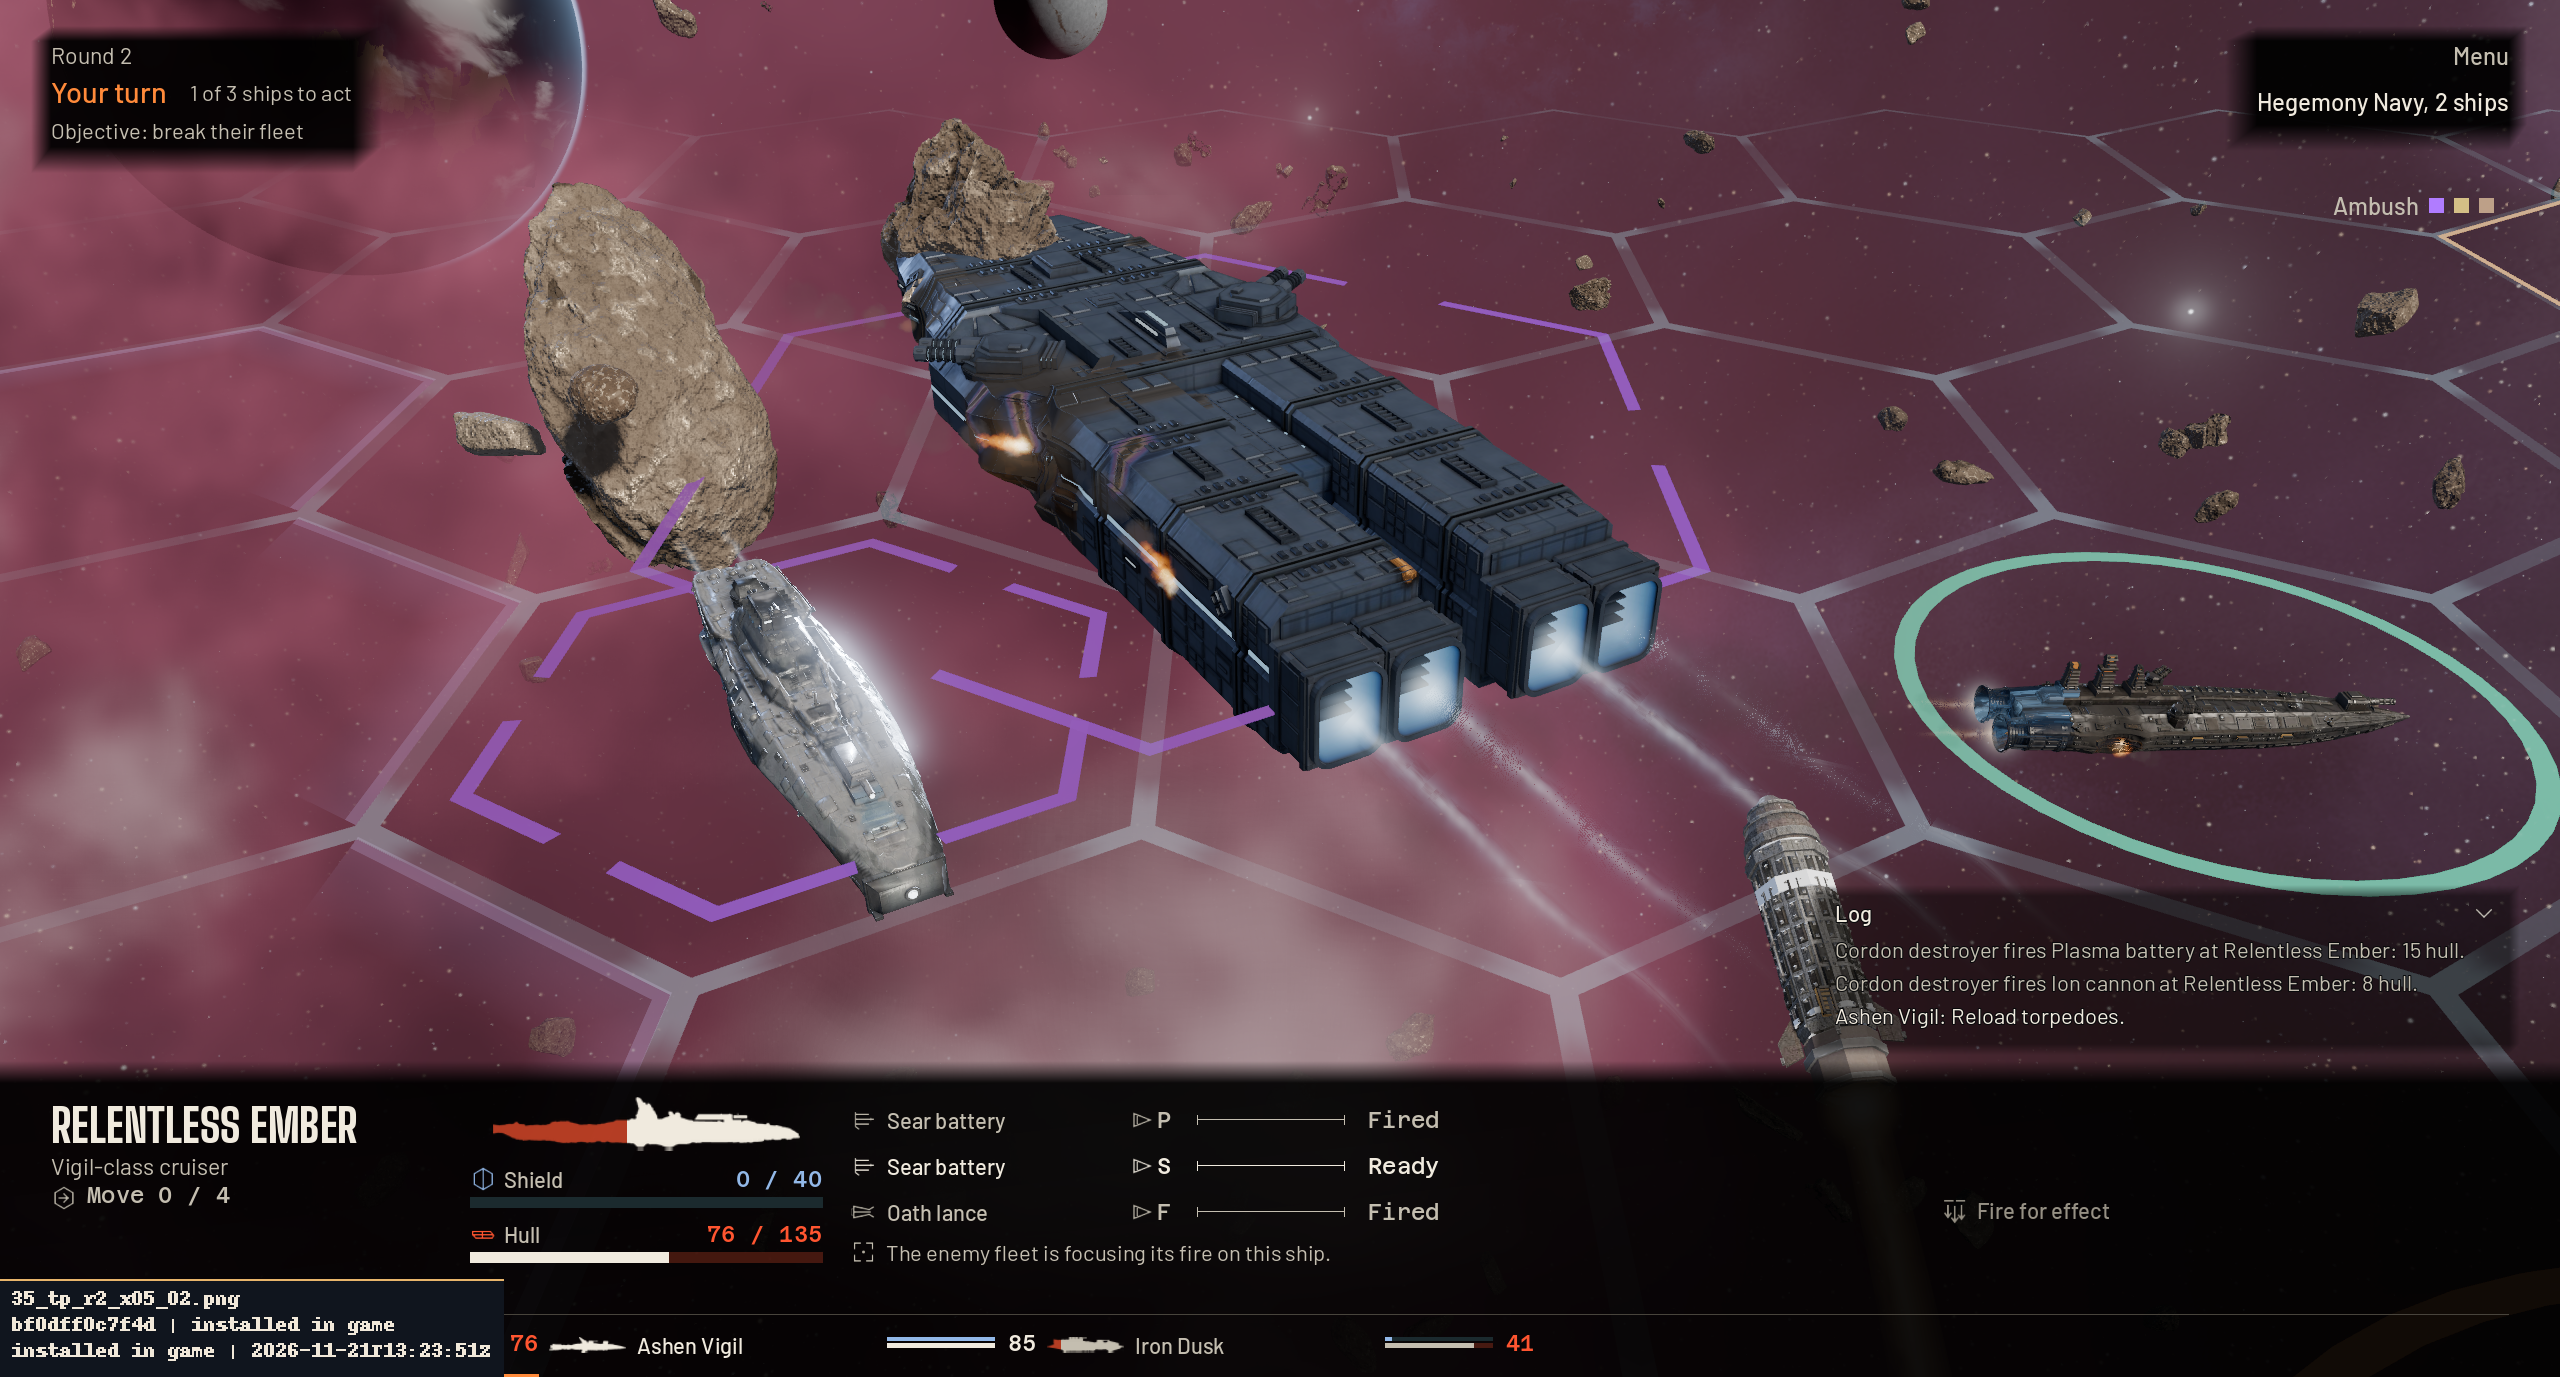 Round 2
Your turn 1 of 3 ships to act
Objective: break their fleet
Menu
Hegemony Navy, 2 ships
Ambush
Log
Cordon destroyer fires Plasma battery at Relentless Ember: 15 hull.
Cordon destroyer fires Ion cannon at Relentless Ember: 8 hull.
Ashen Vigil: Reload torpedoes.
RELENTLESS EMBER
Vigil-class cruiser
Move 0 / 4
Shield 0 / 40
Hull 76 / 135
Sear battery P Fired
Sear battery S Ready
Oath lance F Fired
The enemy fleet is focusing its fire on this ship.
Fire for effect
35_tp_r2_x05_02.png
bf0dff0c7f4d | installed in game
installed in game | 2026-11-21T13:23:51Z
76 Ashen Vigil 85 Iron Dusk 41